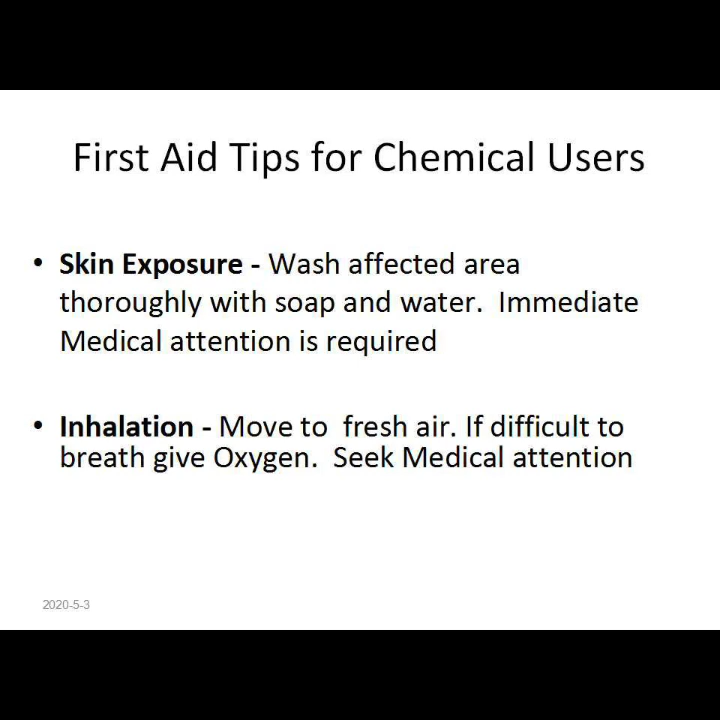 First Aid Tips for Chemical Users
• Skin Exposure - Wash affected area
thoroughly with soap and water.  Immediate
Medical attention is required
• Inhalation - Move to  fresh air. If difficult to
breath give Oxygen.  Seek Medical attention
2020-5-3